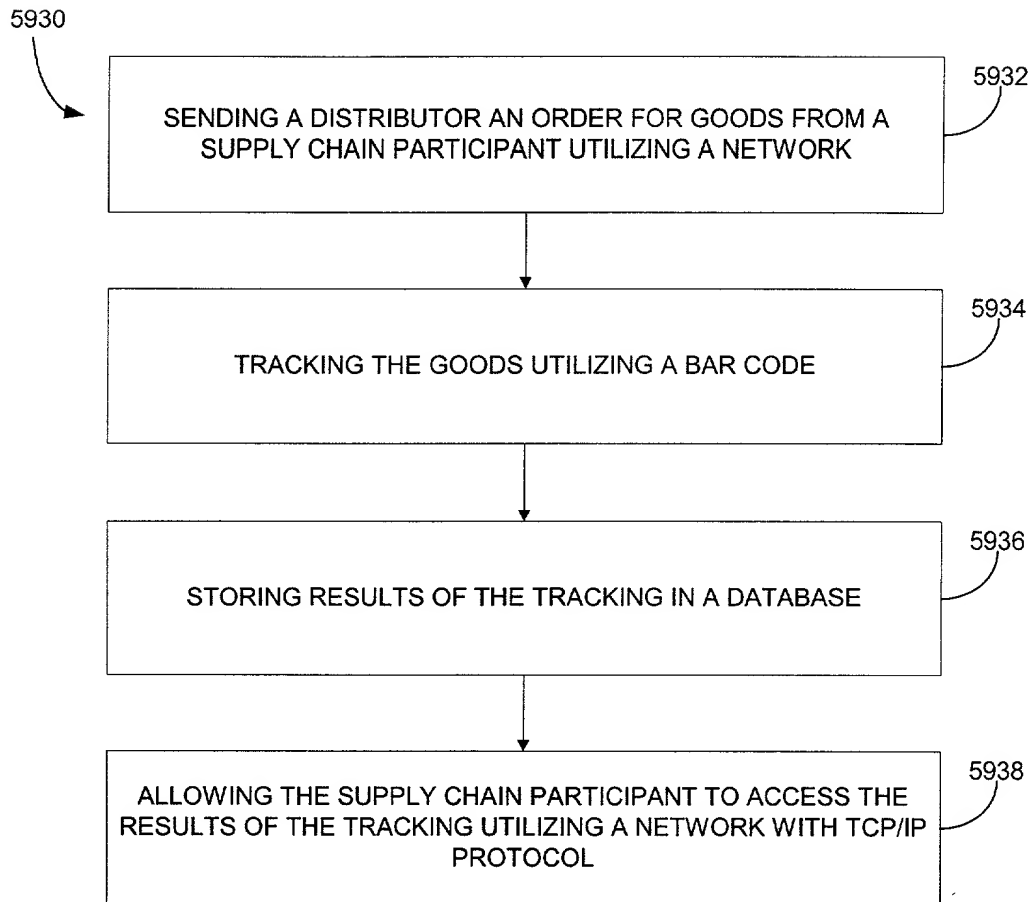 5930
5932
SENDING A DISTRIBUTOR AN ORDER FOR GOODS FROM A
SUPPLY CHAIN PARTICIPANT UTILIZING A NETWORK
5934
TRACKING THE GOODS UTILIZING A BAR CODE
5936
STORING RESULTS OF THE TRACKING IN A DATABASE
5938
ALLOWING THE SUPPLY CHAIN PARTICIPANT TO ACCESS THE
RESULTS OF THE TRACKING UTILIZING A NETWORK WITH TCP/IP
PROTOCOL